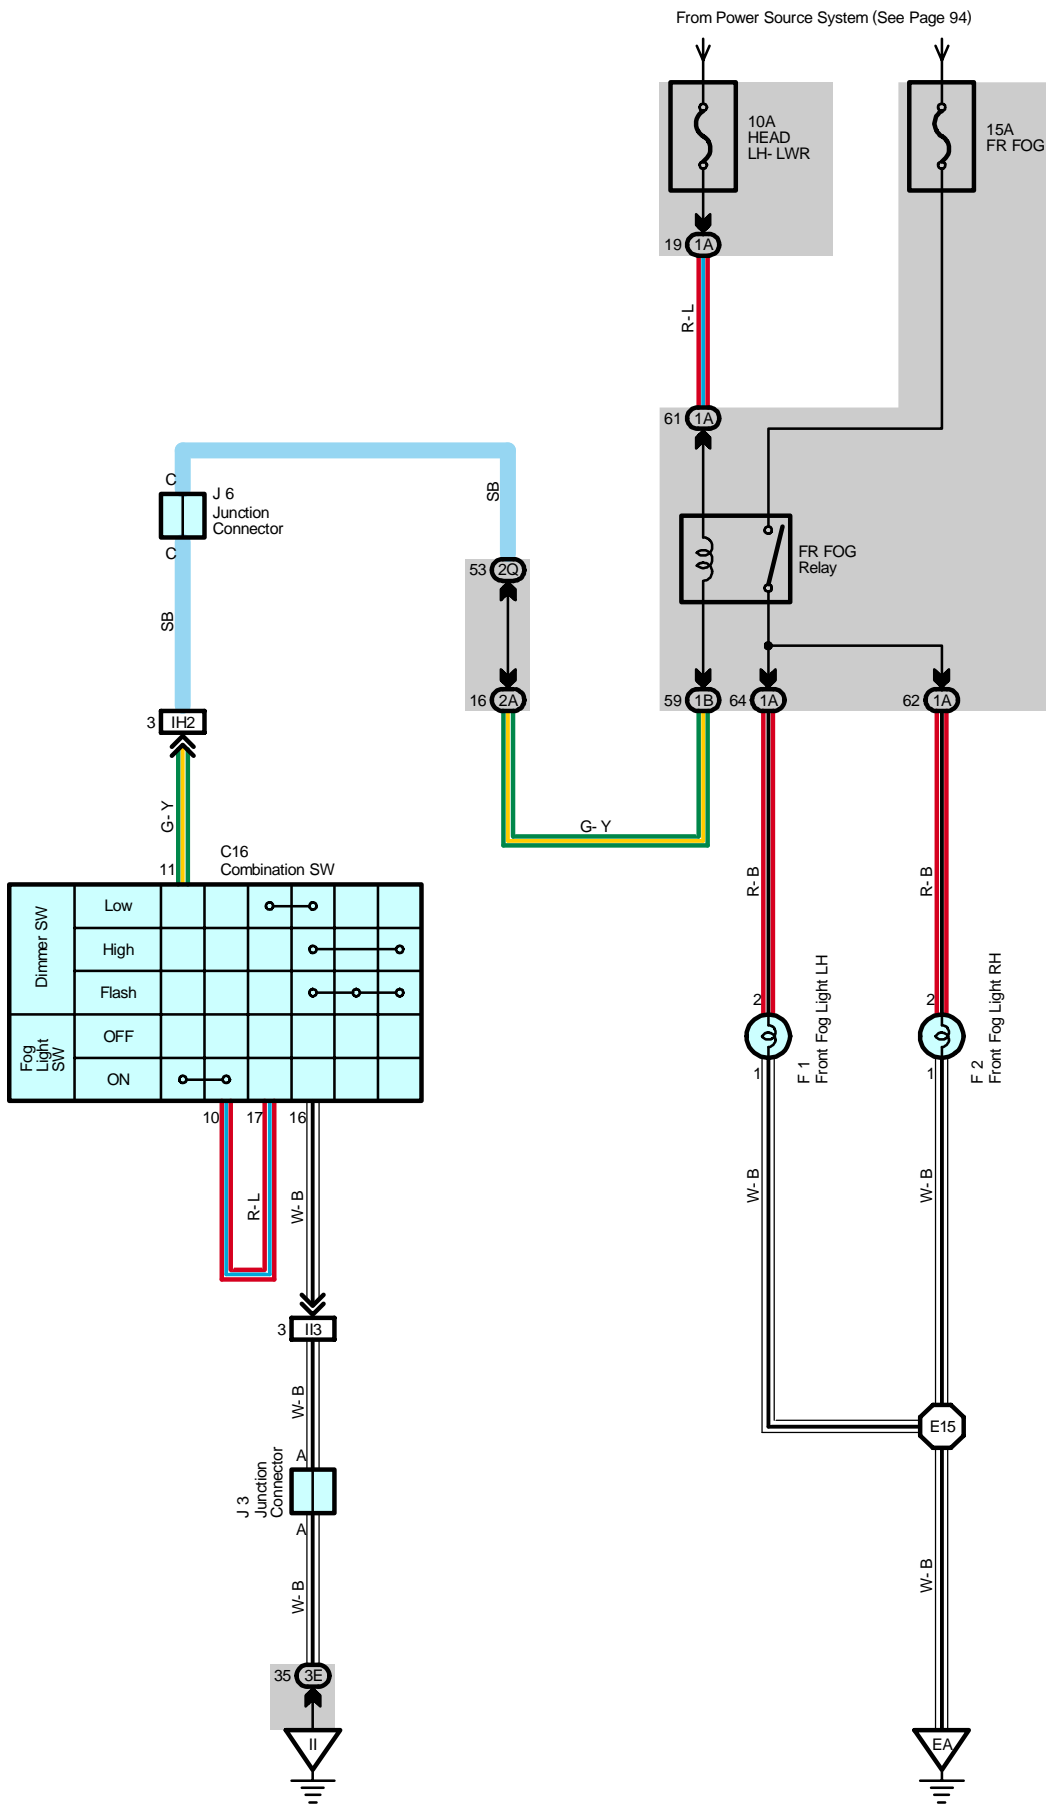 From Power Source System (See Page 94)
10A
HEAD
LH- LWR
15A
FR FOG
19 1A
R- L
61 1A
C
J 6
Junction
Connector
C
SB
SB
53 2Q
FR FOG
Relay
16 2A
59 1B
64 1A
62 1A
3 IH2
G- Y
G- Y
C16
Combination SW
11
R- B
R- B
Dimmer SW
Low
High
Flash
Fog
Light
SW
OFF
ON
2
F 1
Front Fog Light LH
1
2
F 2
Front Fog Light RH
1
10
17
16
R- L
W- B
W- B
W- B
3 II3
W- B
A
J 3
Junction
Connector
A
E15
W- B
W- B
35 3E
II
EA